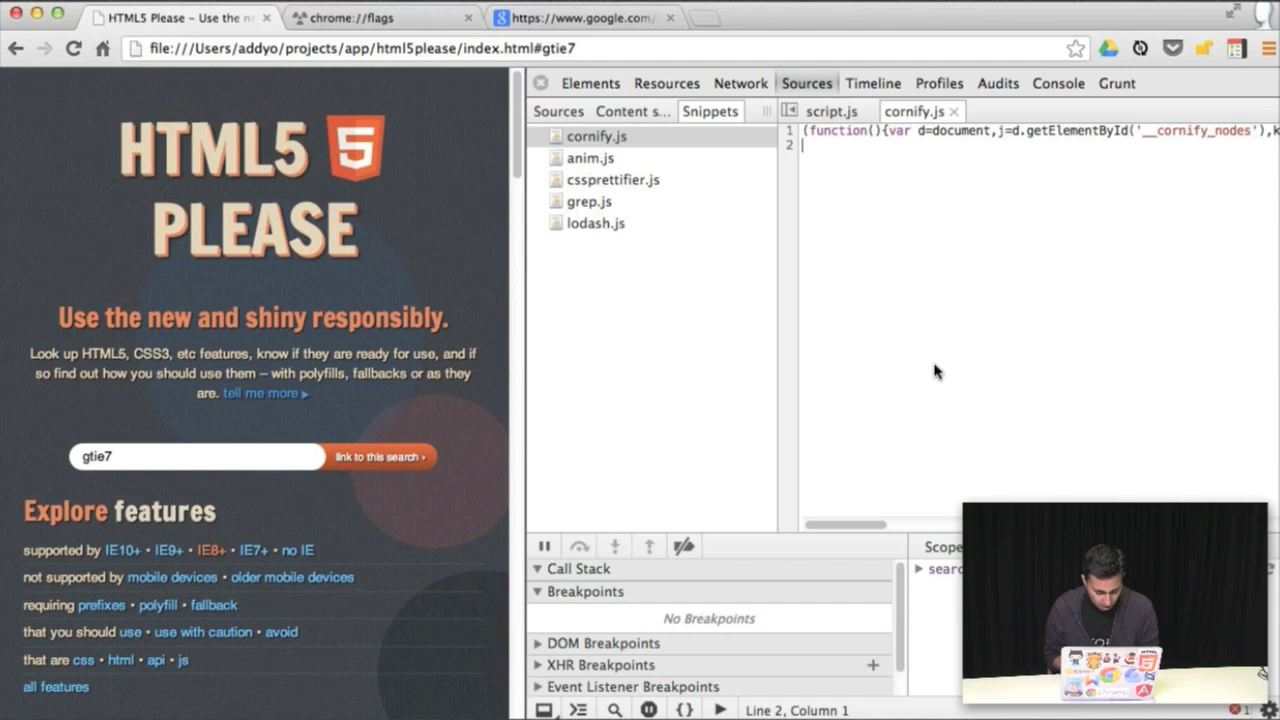 HTML5 Please – Use the ne
chrome://flags
https://www.google.com/
file:///Users/addyo/projects/app/html5please/index.html#gtie7
Elements Resources Network Sources Timeline Profiles Audits Console Grunt
Sources Content s... Snippets
script.js cornify.js
cornify.js
anim.js
cssprettifier.js
grep.js
lodash.js
1 (function(){var d=document,j=d.getElementById('__cornify_nodes'),k
2
HTML5
PLEASE
Use the new and shiny responsibly.
Look up HTML5, CSS3, etc features, know if they are ready for use, and if
so find out how you should use them – with polyfills, fallbacks or as they
are. tell me more ▸
gtie7
link to this search ›
Explore features
supported by IE10+ • IE9+ • IE8+ • IE7+ • no IE
not supported by mobile devices • older mobile devices
requiring prefixes • polyfill • fallback
that you should use • use with caution • avoid
that are css • html • api • js
all features
Call Stack
Breakpoints
No Breakpoints
DOM Breakpoints
XHR Breakpoints
Event Listener Breakpoints
Scope
searc
Line 2, Column 1
1